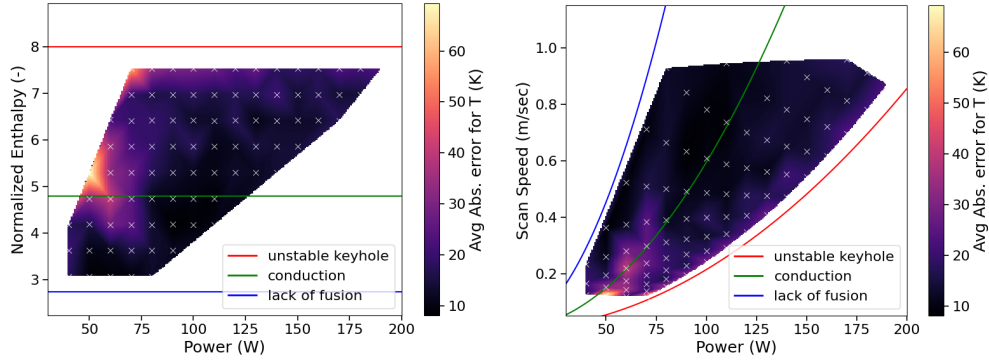 8
7
6
5
4
3
Normalized Enthalpy (-)
50 75 100 125 150 175 200
Power (W)
unstable keyhole
conduction
lack of fusion
60
50
40
30
20
10
Avg Abs. error for T (K)
1.0
0.8
0.6
0.4
0.2
Scan Speed (m/sec)
50 75 100 125 150 175 200
Power (W)
unstable keyhole
conduction
lack of fusion
60
50
40
30
20
10
Avg Abs. error for T (K)